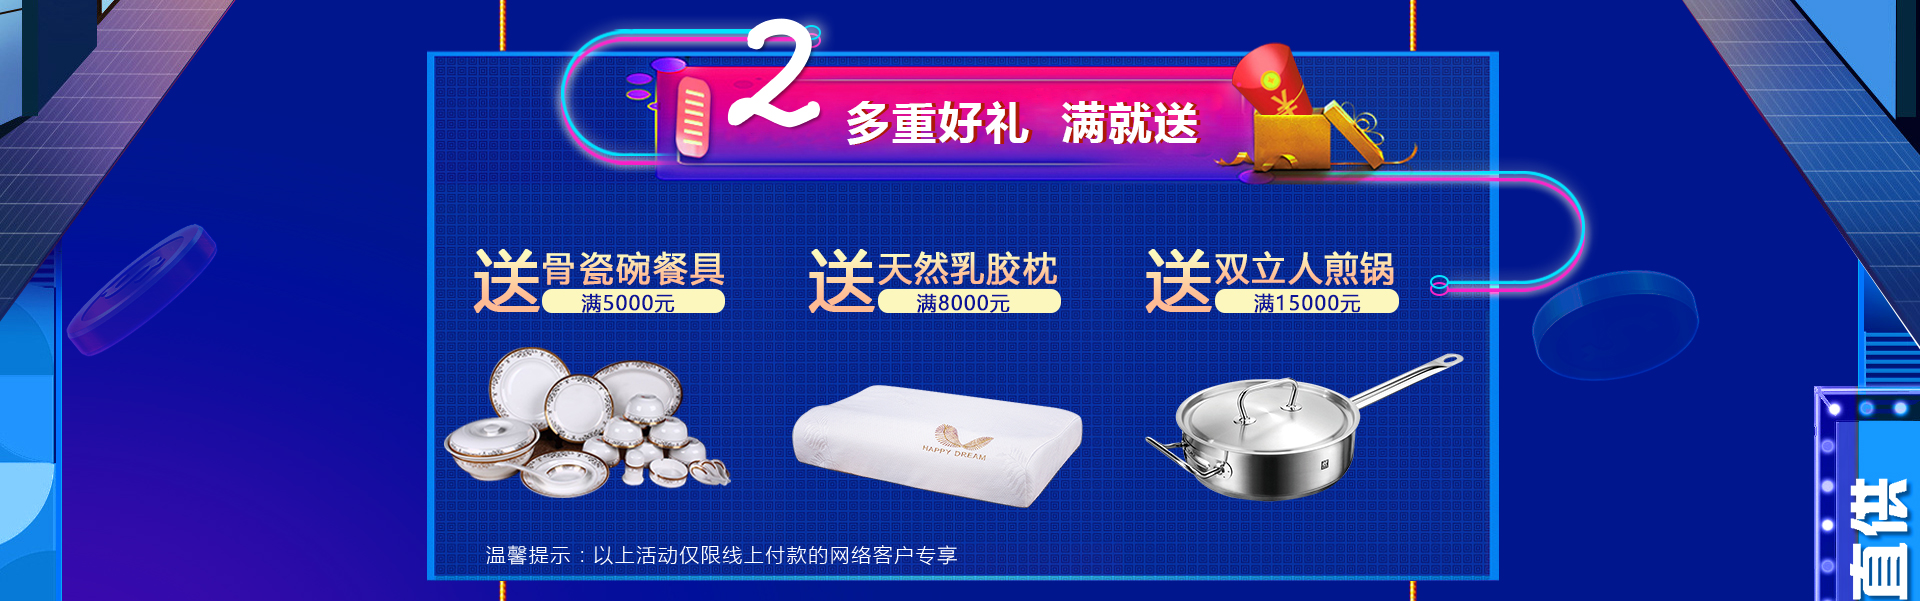 2
多重好礼 满就送
送骨瓷碗餐具
满5000元
送天然乳胶枕
满8000元
送双立人煎锅
满15000元
HAPPY DREAM
温馨提示：以上活动仅限线上付款的网络客户专享
直供